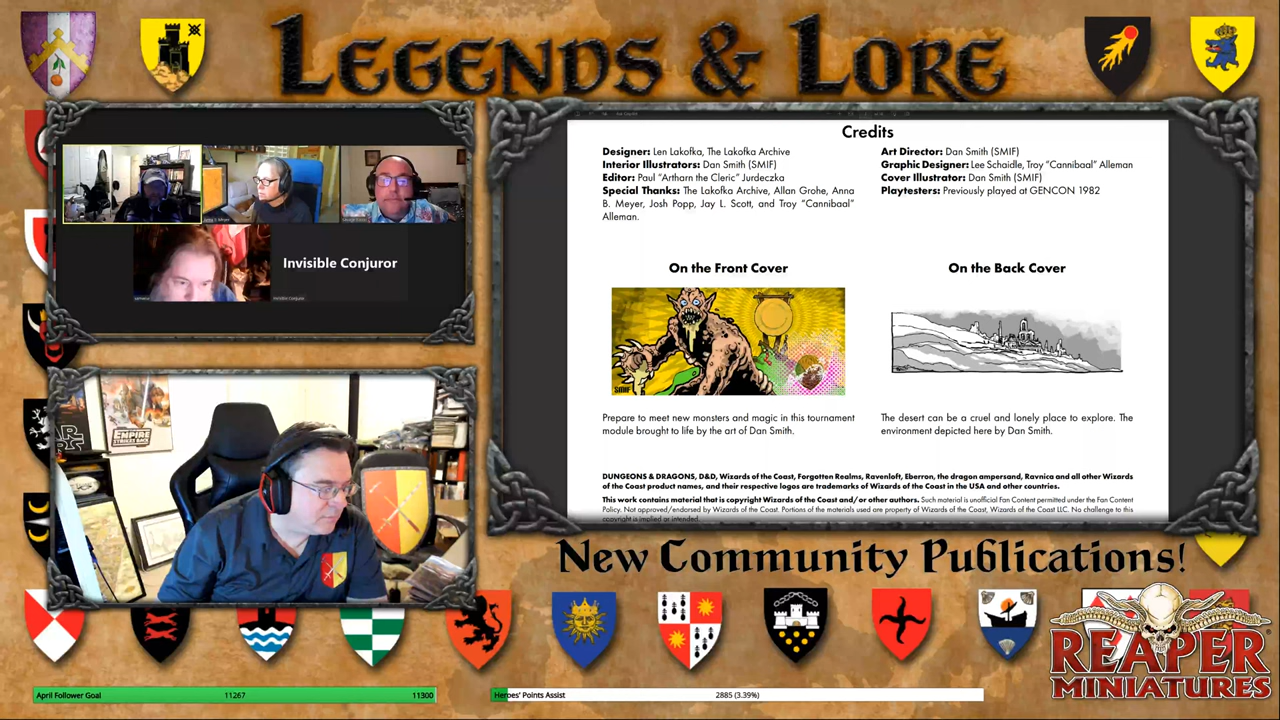 LEGENDS & LORE
Invisible Conjuror
Invisible Conjuror
EMPIRE
STRIKES
Credits
Designer: Len Lakofka, The Lakofka Archive
Interior Illustrators: Dan Smith (SMIF)
Editor: Paul "Artharn the Cleric" Jurdeczka
Special Thanks: The Lakofka Archive, Allan Grohe, Anna
B. Meyer, Josh Popp, Jay L. Scott, and Troy "Cannibaal"
Alleman.
Art Director: Dan Smith (SMIF)
Graphic Designer: Lee Schaidle, Troy "Cannibaal" Alleman
Cover Illustrator: Dan Smith (SMIF)
Playtesters: Previously played at GENCON 1982
On the Front Cover
SMIF
Prepare to meet new monsters and magic in this tournament
module brought to life by the art of Dan Smith.
On the Back Cover
The desert can be a cruel and lonely place to explore. The
environment depicted here by Dan Smith.
DUNGEONS & DRAGONS, D&D, Wizards of the Coast, Forgotten Realms, Ravenloft, Eberron, the dragon ampersand, Ravnica and all other Wizards
of the Coast product names, and their respective logos are trademarks of Wizards of the Coast in the USA and other countries.
This work contains material that is copyright Wizards of the Coast and/or other authors. Such material is unofficial Fan Content permitted under the Fan Content
Policy. Not approved/endorsed by Wizards of the Coast. Portions of the materials used are property of Wizards of the Coast, Wizards of the Coast LLC. No challenge to this
copyright is implied or intended.
New Community Publications!
REAPER
MINIATURES
April Follower Goal 11267 11300
Heroes' Points Assist 2885 (3.39%)